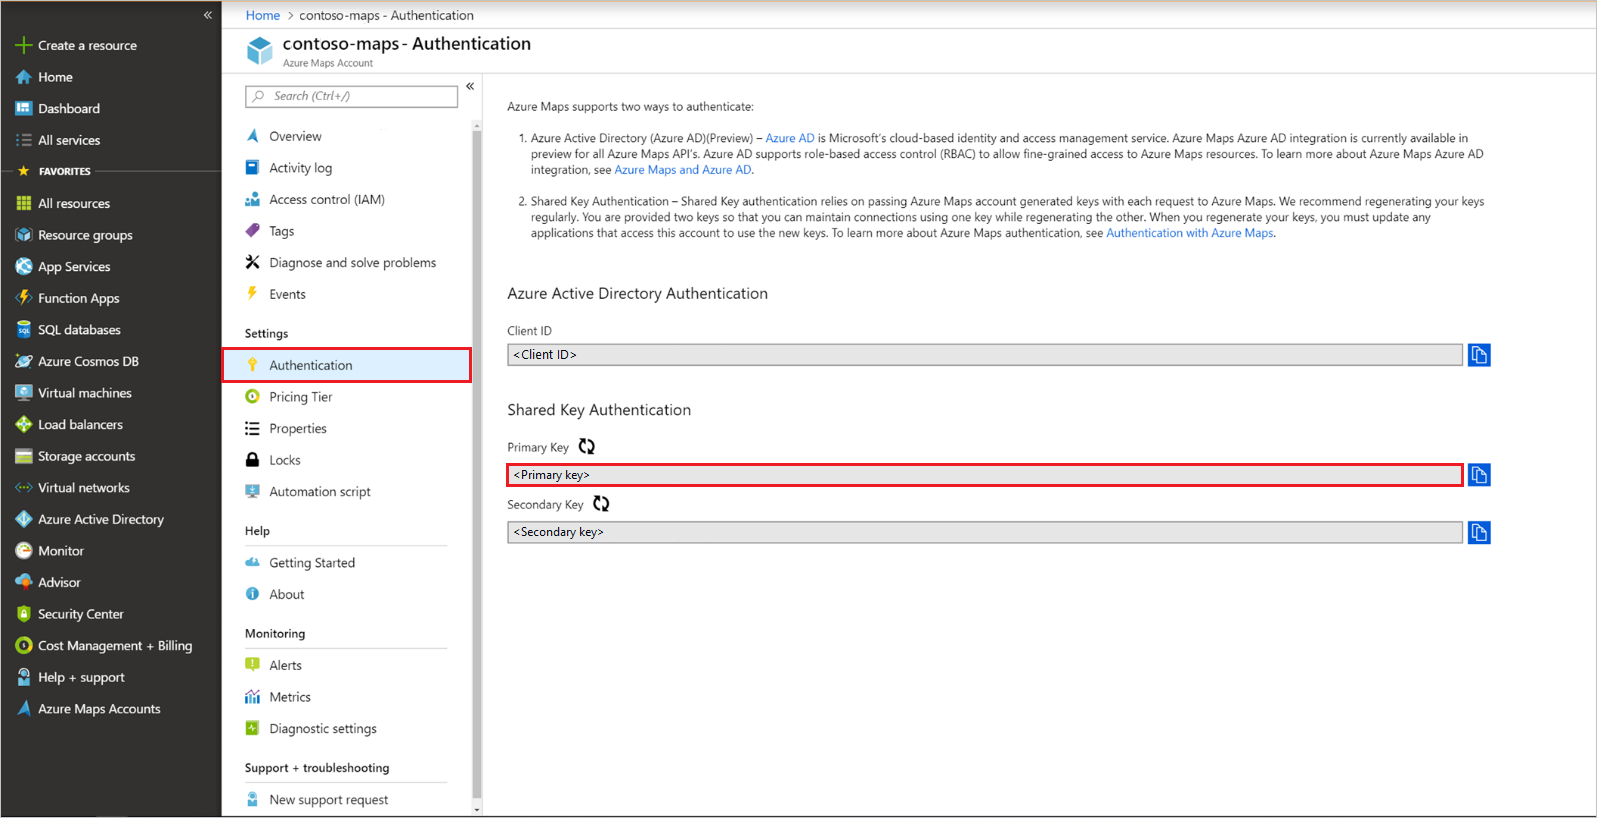 «
Create a resource
Home
Dashboard
All services
FAVORITES
All resources
Resource groups
App Services
Function Apps
SQL databases
Azure Cosmos DB
Virtual machines
Load balancers
Storage accounts
Virtual networks
Azure Active Directory
Monitor
Advisor
Security Center
Cost Management + Billing
Help + support
Azure Maps Accounts
Home > contoso-maps - Authentication
contoso-maps - Authentication
Azure Maps Account
Search (Ctrl+/)
«
Overview
Activity log
Access control (IAM)
Tags
Diagnose and solve problems
Events
Settings
Authentication
Pricing Tier
Properties
Locks
Automation script
Help
Getting Started
About
Monitoring
Alerts
Metrics
Diagnostic settings
Support + troubleshooting
New support request
Azure Maps supports two ways to authenticate:
1. Azure Active Directory (Azure AD)(Preview) – Azure AD is Microsoft's cloud-based identity and access management service. Azure Maps Azure AD integration is currently available in
preview for all Azure Maps API's. Azure AD supports role-based access control (RBAC) to allow fine-grained access to Azure Maps resources. To learn more about Azure Maps Azure AD
integration, see Azure Maps and Azure AD.
2. Shared Key Authentication – Shared Key authentication relies on passing Azure Maps account generated keys with each request to Azure Maps. We recommend regenerating your keys
regularly. You are provided two keys so that you can maintain connections using one key while regenerating the other. When you regenerate your keys, you must update any
applications that access this account to use the new keys. To learn more about Azure Maps authentication, see Authentication with Azure Maps.
Azure Active Directory Authentication
Client ID
<Client ID>
Shared Key Authentication
Primary Key
<Primary key>
Secondary Key
<Secondary key>